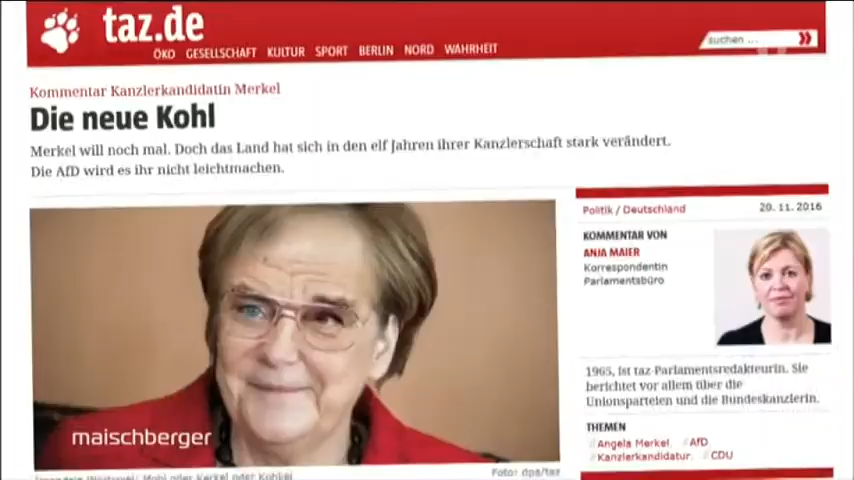 taz.de
ÖKO GESELLSCHAFT KULTUR SPORT BERLIN NORD WAHRHEIT
suchen ...
Kommentar Kanzlerkandidatin Merkel
Die neue Kohl
Merkel will noch mal. Doch das Land hat sich in den elf Jahren ihrer Kanzlerschaft stark verändert.
Die AfD wird es ihr nicht leichtmachen.
Politik / Deutschland
20. 11. 2016
KOMMENTAR VON
ANJA MAIER
Korrespondentin
Parlamentsbüro
1965, ist taz-Parlamentsredakteurin. Sie
berichtet vor allem über die
Unionsparteien und die Bundeskanzlerin.
THEMEN
#Angela Merkel, #AfD
#Kanzlerkandidatur, #CDU
maischberger
Foto: dpa/taz